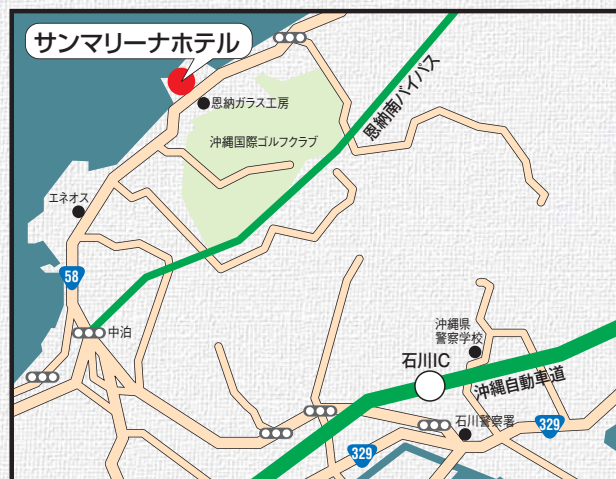 サンマリーナホテル
恩納ガラス工房
恩納南バイパス
沖縄国際ゴルフクラブ
エネオス
58
中泊
沖縄県
警察学校
石川IC
沖縄自動車道
石川警察署
329
329